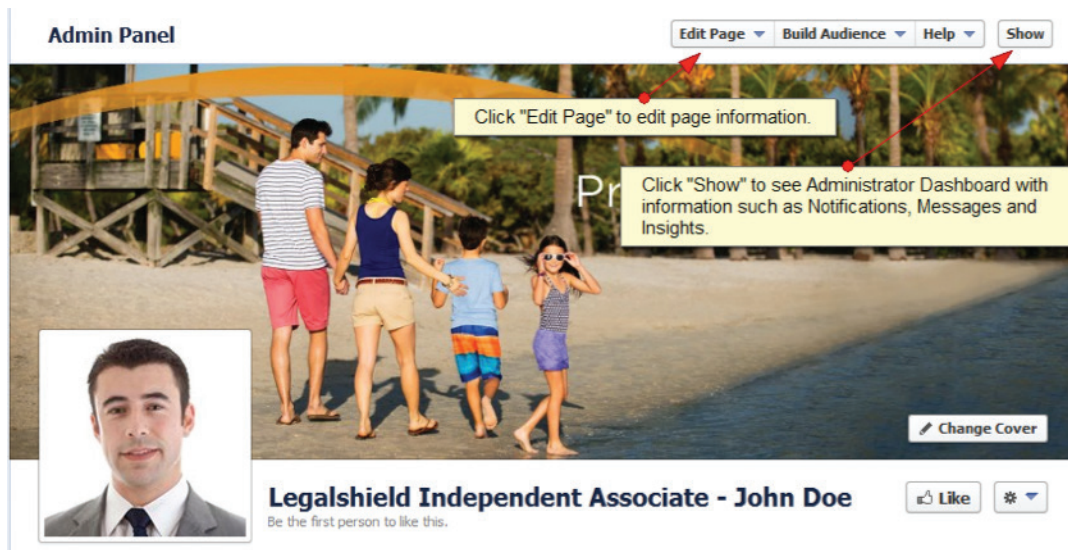 Admin Panel
Edit Page Build Audience Help Show
Click "Edit Page" to edit page information.
Click "Show" to see Administrator Dashboard with
information such as Notifications, Messages and
Insights.
Change Cover
Legalshield Independent Associate - John Doe
Like
Be the first person to like this.